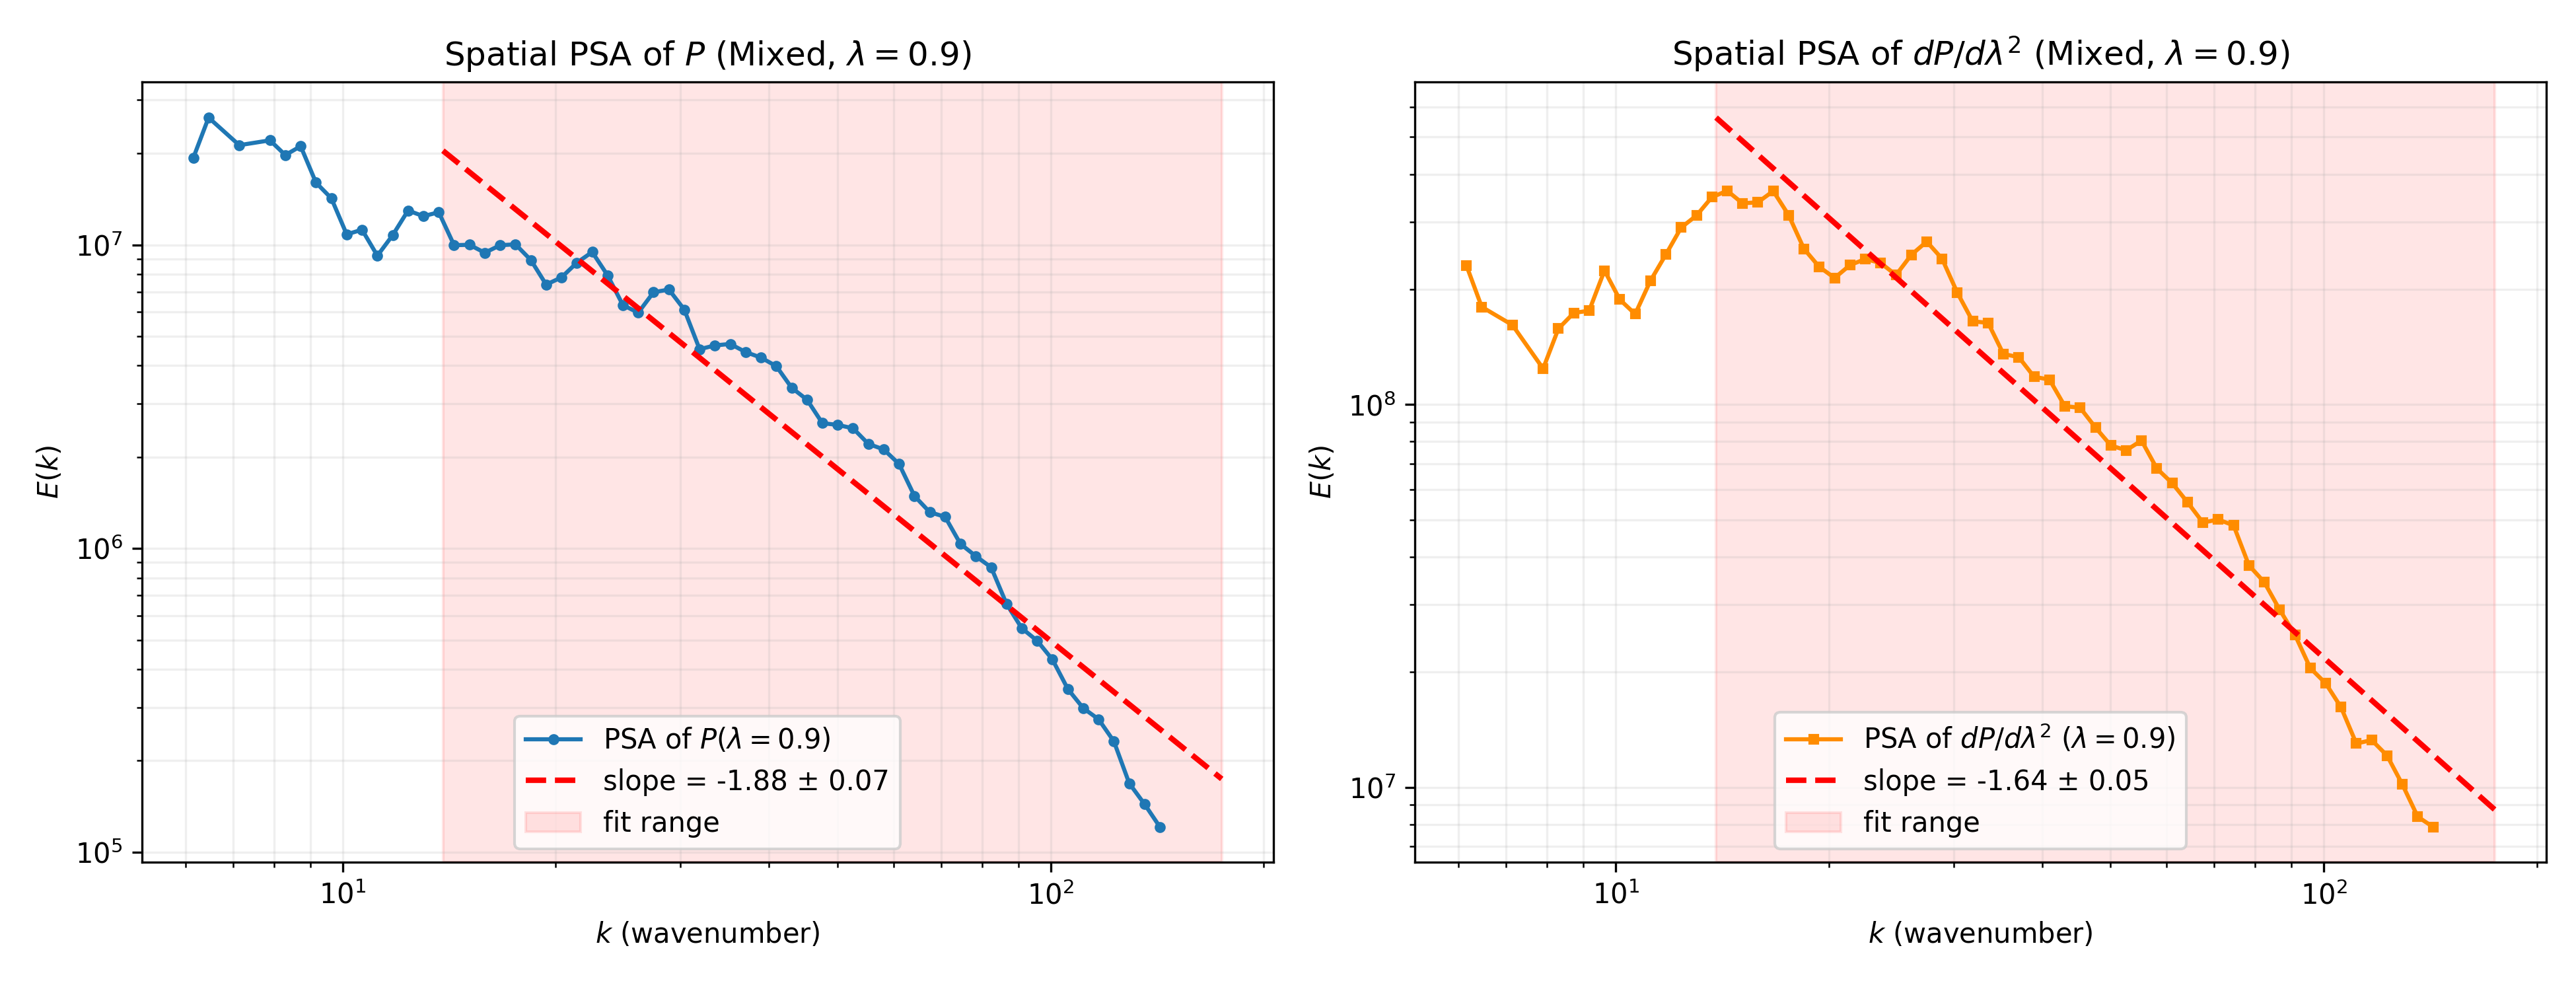 Spatial PSA of P (Mixed, λ = 0.9)
E(k)
10⁷
10⁶
10⁵
10¹
10²
k (wavenumber)
PSA of P(λ = 0.9)
slope = -1.88 ± 0.07
fit range
Spatial PSA of dP/dλ² (Mixed, λ = 0.9)
E(k)
10⁸
10⁷
10¹
10²
k (wavenumber)
PSA of dP/dλ² (λ = 0.9)
slope = -1.64 ± 0.05
fit range